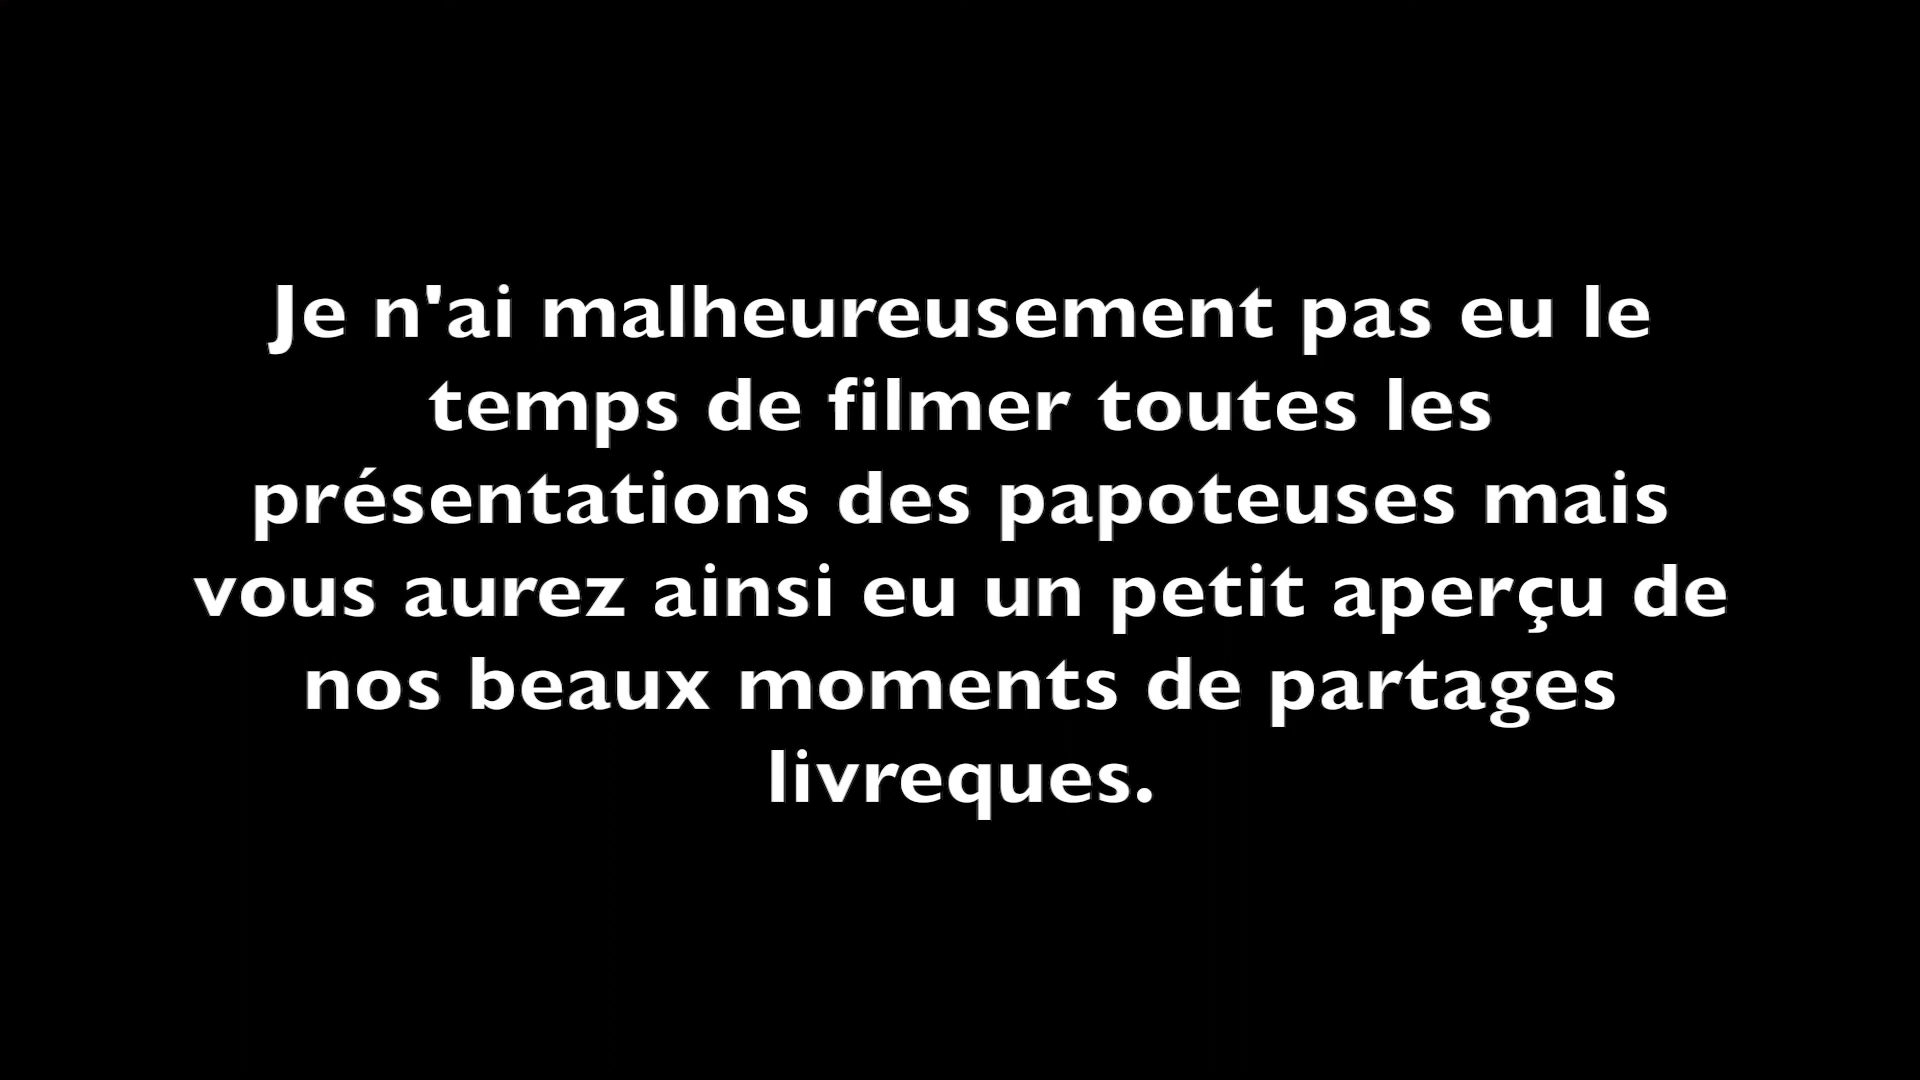 Je n'ai malheureusement pas eu le
temps de filmer toutes les
présentations des papoteuses mais
vous aurez ainsi eu un petit aperçu de
nos beaux moments de partages
livreques.